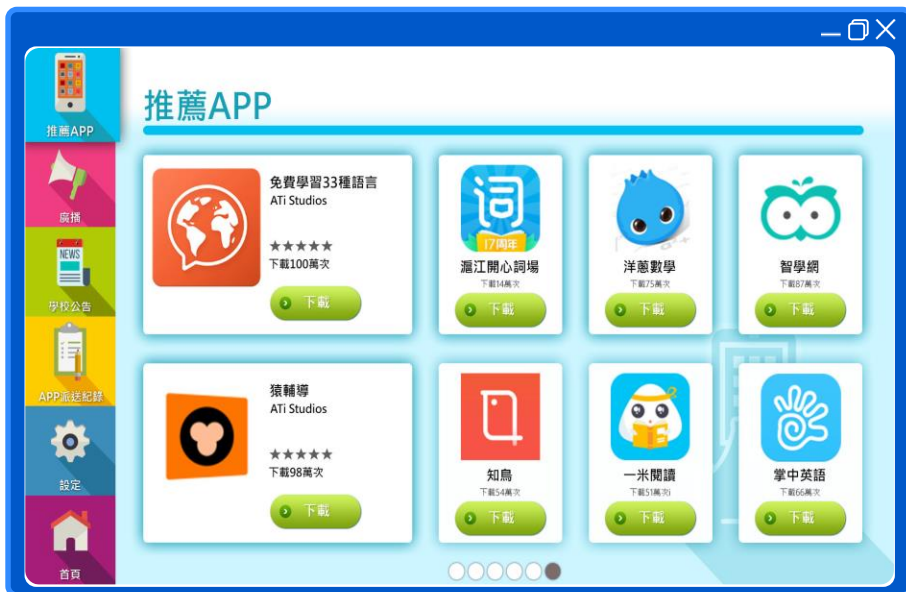 推薦APP
廣播
NEWS
學校公告
APP派送紀錄
設定
首頁
推薦APP
免費學習33種語言
ATi Studios
★★★★★
下載100萬次
下載
词
17周年
滬江開心詞場
下載14萬次
下載
洋蔥數學
下載75萬次
下載
智學網
下載87萬次
下載
猿輔導
ATi Studios
★★★★★
下載98萬次
下載
知鳥
下載54萬次
下載
一米閱讀
下載51萬次
下載
掌中英語
下載66萬次
下載